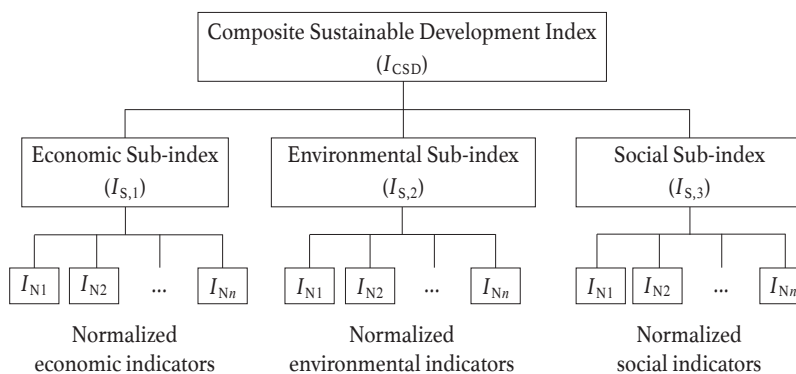 Composite Sustainable Development Index
(I_CSD)
Economic Sub-index
(I_S,1)
Environmental Sub-index
(I_S,2)
Social Sub-index
(I_S,3)
I_N1 I_N2 ... I_Nn
I_N1 I_N2 ... I_Nn
I_N1 I_N2 ... I_Nn
Normalized
economic indicators
Normalized
environmental indicators
Normalized
social indicators